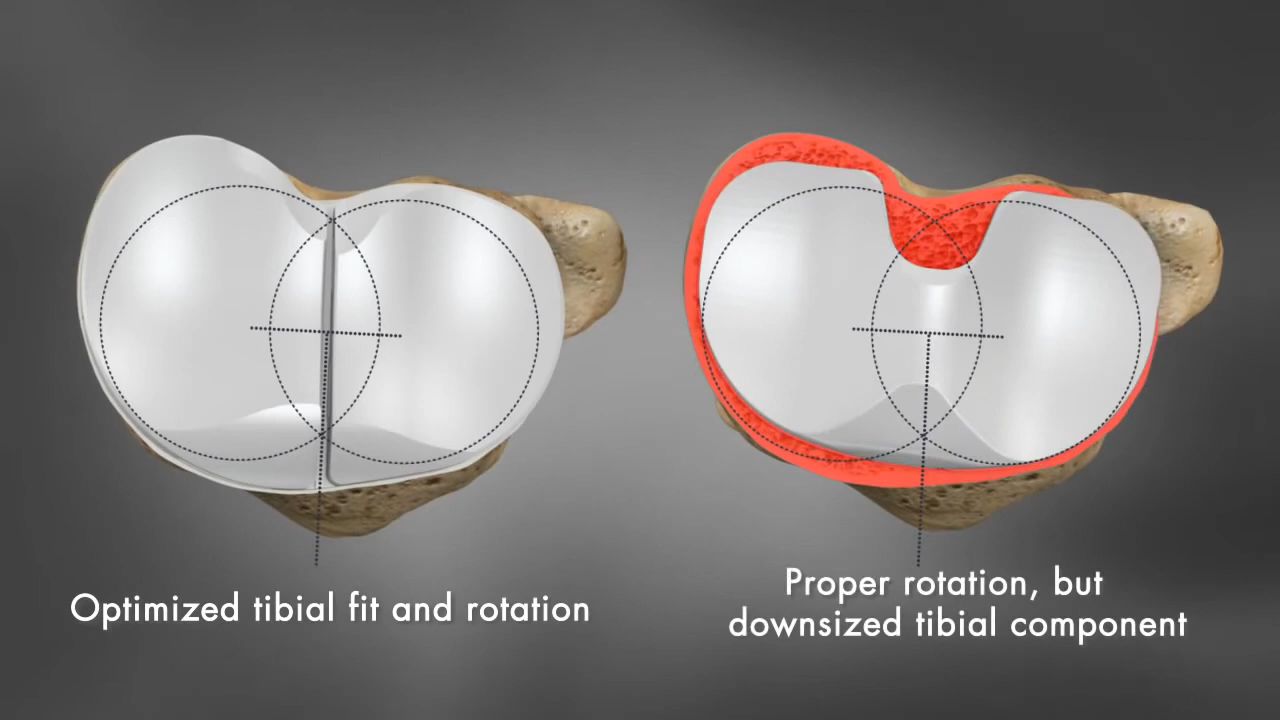 Optimized tibial fit and rotation
Proper rotation, but
downsized tibial component